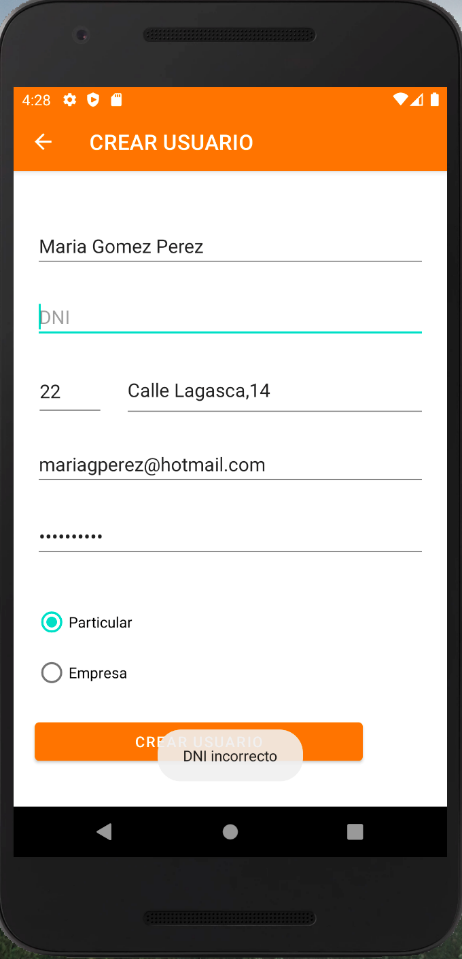 4:28
CREAR USUARIO
Maria Gomez Perez
DNI
22 Calle Lagasca,14
mariagperez@hotmail.com
••••••••••
Particular
Empresa
CREAR USUARIO
DNI incorrecto